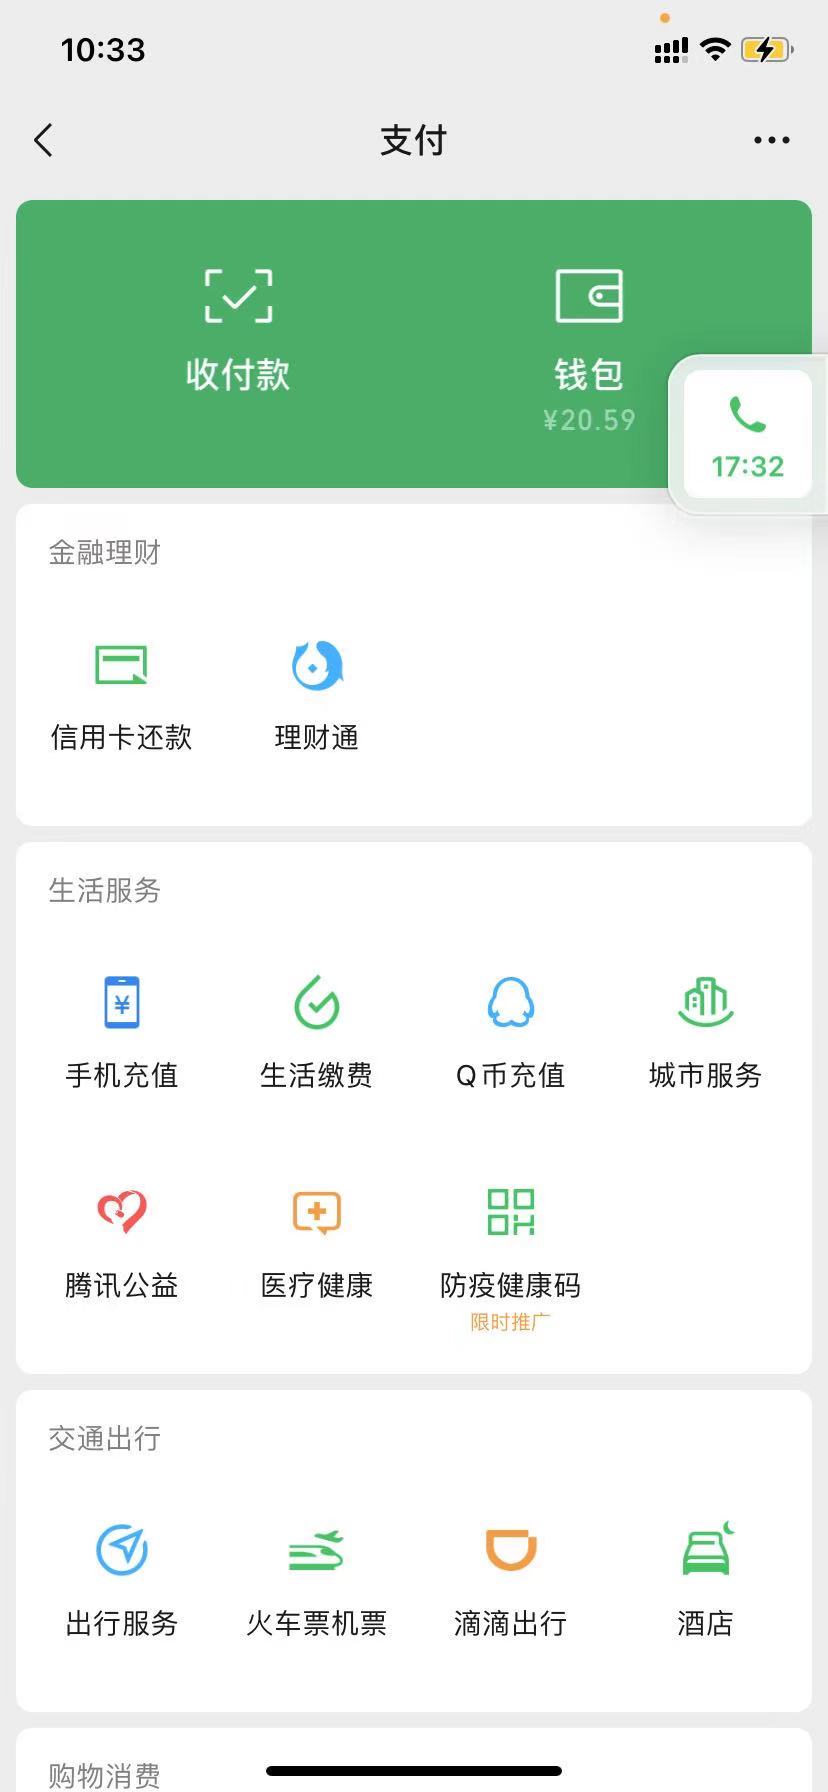 10:33
支付
收付款
钱包
¥20.59
17:32
金融理财
信用卡还款
理财通
生活服务
¥
手机充值
生活缴费
Q币充值
城市服务
腾讯公益
医疗健康
防疫健康码
限时推广
交通出行
出行服务
火车票机票
滴滴出行
酒店
购物消费